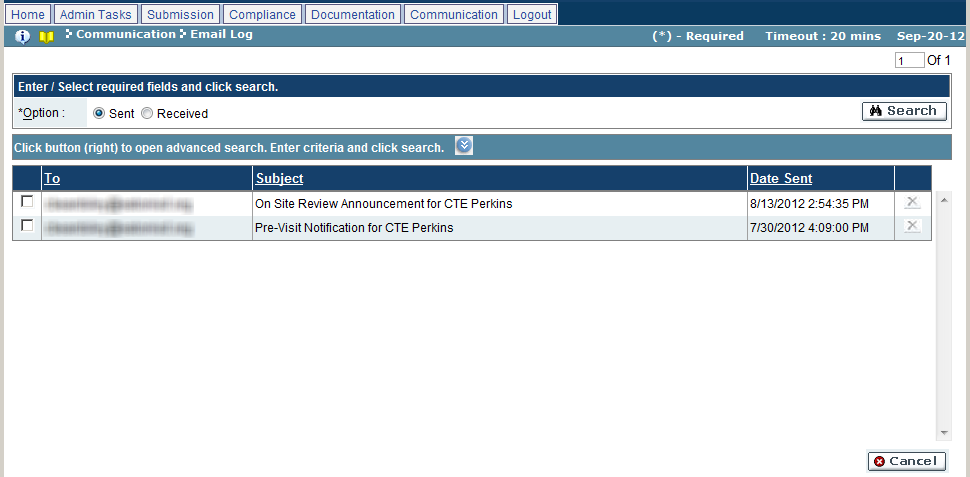 Home Admin Tasks Submission Compliance Documentation Communication Logout
Communication Email Log (*) - Required Timeout : 20 mins Sep-20-12
1 Of 1
Enter / Select required fields and click search.
*Option : Sent Received Search
Click button (right) to open advanced search. Enter criteria and click search.
To Subject Date Sent
On Site Review Announcement for CTE Perkins 8/13/2012 2:54:35 PM
Pre-Visit Notification for CTE Perkins 7/30/2012 4:09:00 PM
Cancel